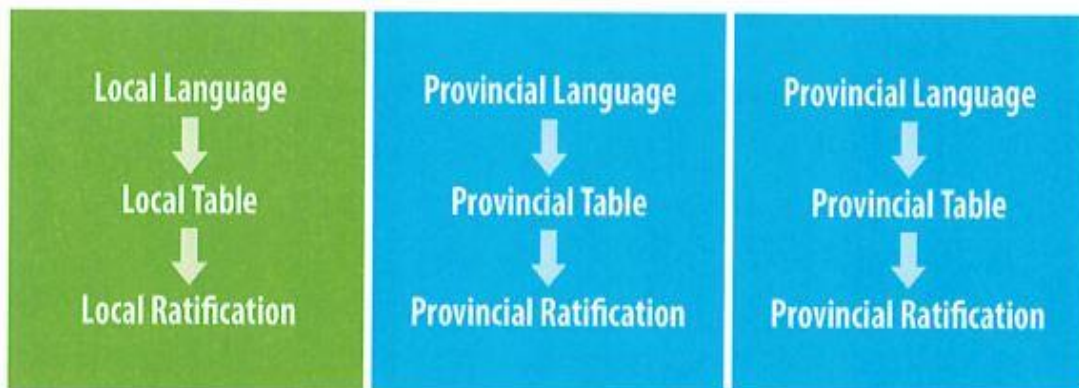 Local Language
Local Table
Local Ratification
Provincial Language
Provincial Table
Provincial Ratification
Provincial Language
Provincial Table
Provincial Ratification